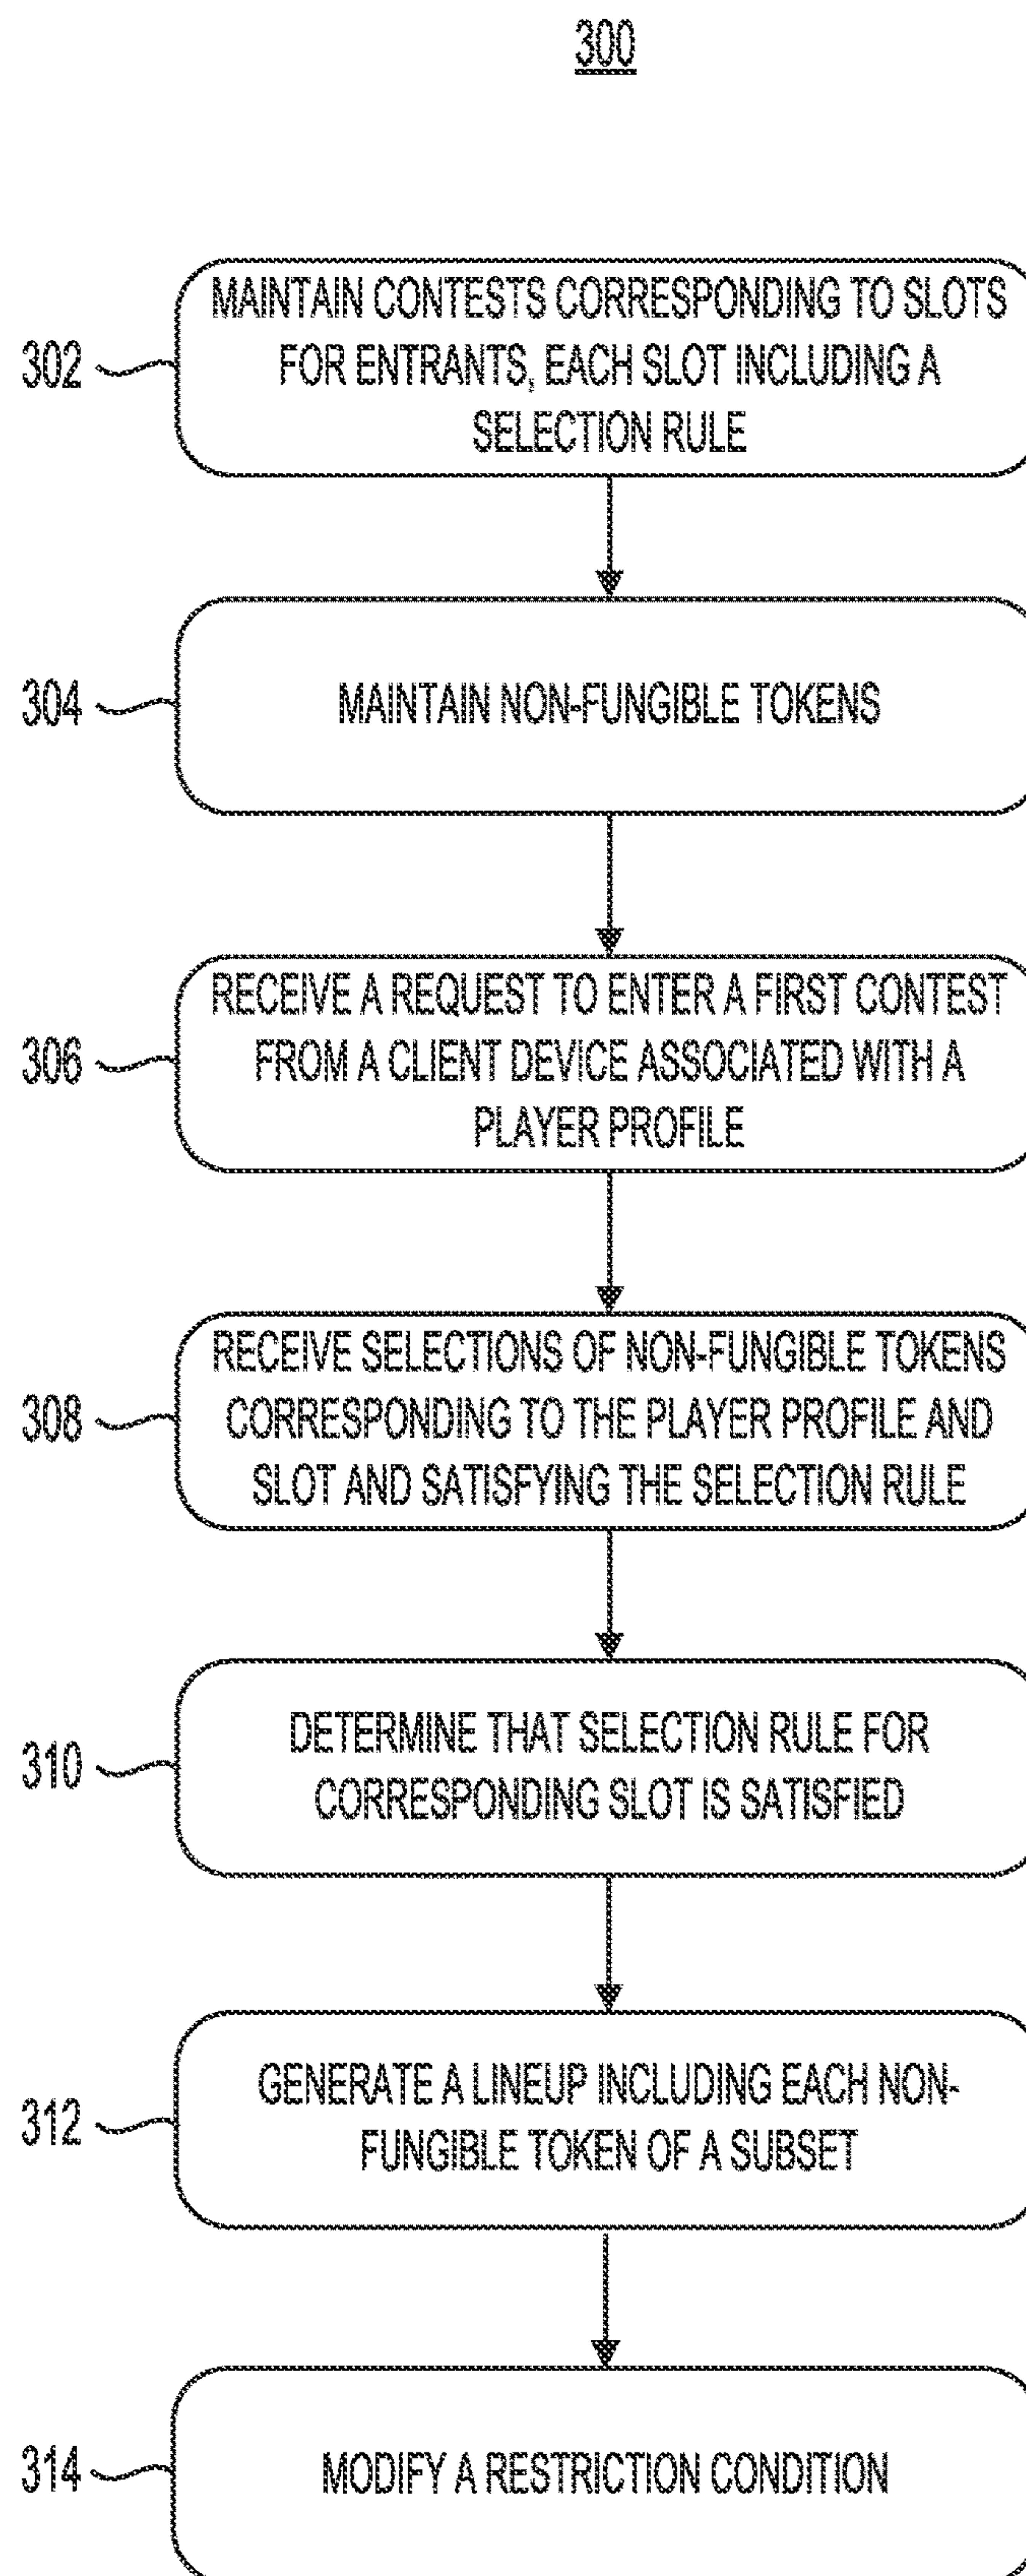 300
302
MAINTAIN CONTESTS CORRESPONDING TO SLOTS
FOR ENTRANTS, EACH SLOT INCLUDING A
SELECTION RULE
304
MAINTAIN NON-FUNGIBLE TOKENS
306
RECEIVE A REQUEST TO ENTER A FIRST CONTEST
FROM A CLIENT DEVICE ASSOCIATED WITH A
PLAYER PROFILE
308
RECEIVE SELECTIONS OF NON-FUNGIBLE TOKENS
CORRESPONDING TO THE PLAYER PROFILE AND
SLOT AND SATISFYING THE SELECTION RULE
310
DETERMINE THAT SELECTION RULE FOR
CORRESPONDING SLOT IS SATISFIED
312
GENERATE A LINEUP INCLUDING EACH NON-
FUNGIBLE TOKEN OF A SUBSET
314
MODIFY A RESTRICTION CONDITION